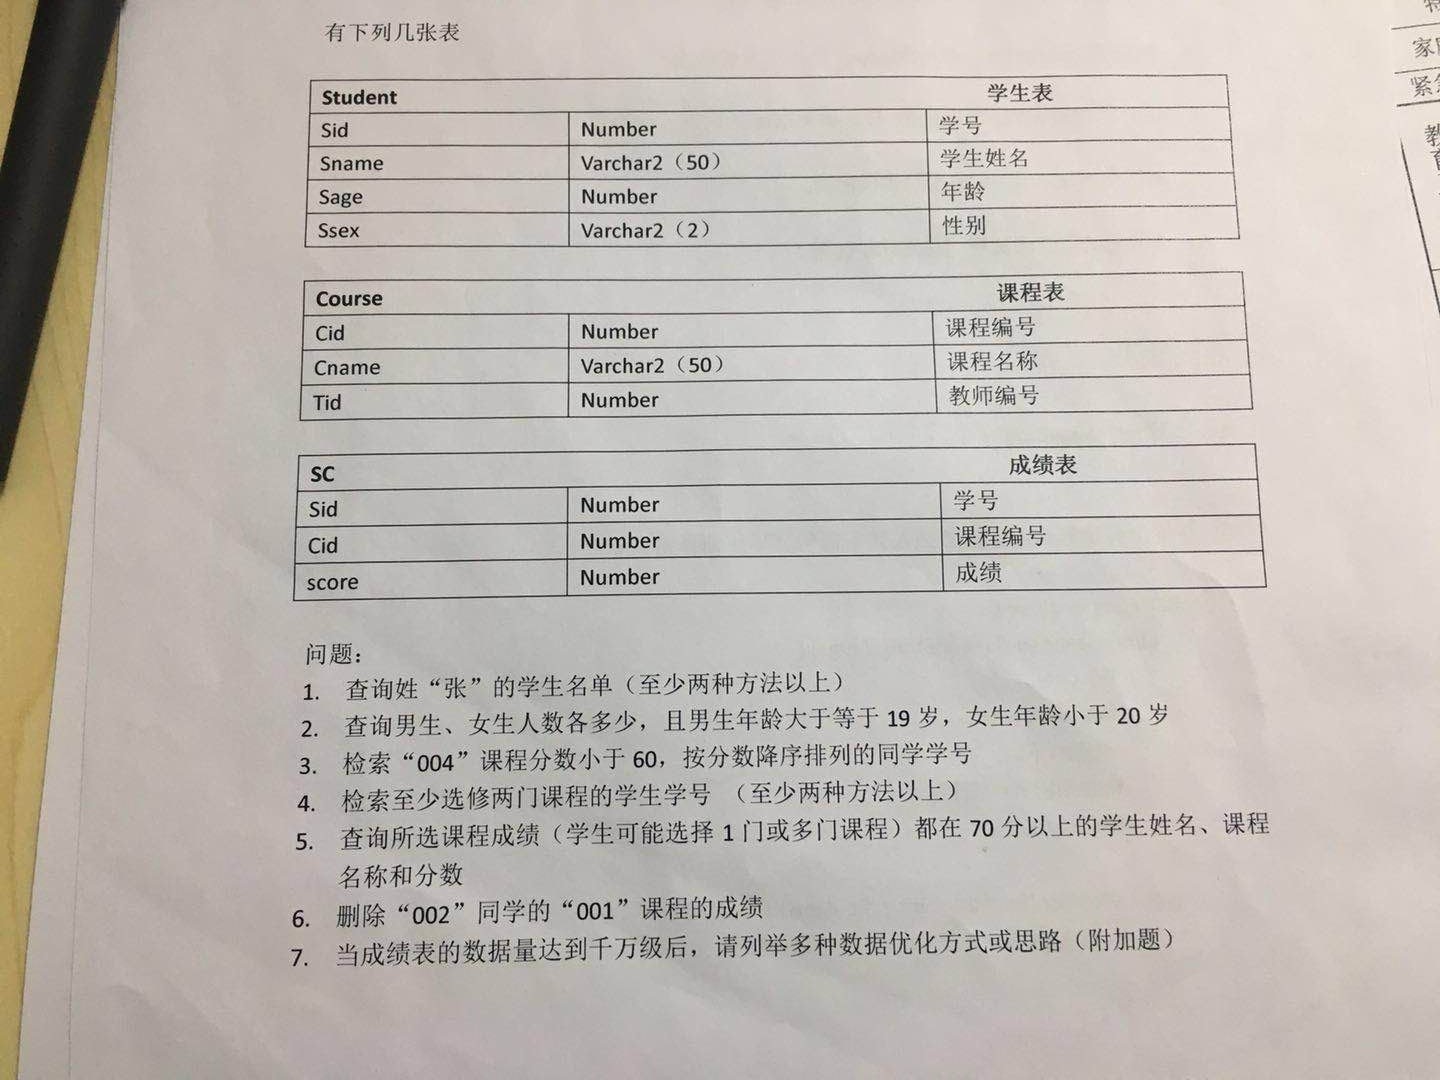 有下列几张表
Student 学生表
Sid Number 学号
Sname Varchar2（50） 学生姓名
Sage Number 年龄
Ssex Varchar2（2） 性别
Course 课程表
Cid Number 课程编号
Cname Varchar2（50） 课程名称
Tid Number 教师编号
SC 成绩表
Sid Number 学号
Cid Number 课程编号
score Number 成绩
问题：
1. 查询姓“张”的学生名单（至少两种方法以上）
2. 查询男生、女生人数各多少，且男生年龄大于等于 19 岁，女生年龄小于 20 岁
3. 检索“004”课程分数小于 60，按分数降序排列的同学学号
4. 检索至少选修两门课程的学生学号 （至少两种方法以上）
5. 查询所选课程成绩（学生可能选择 1 门或多门课程）都在 70 分以上的学生姓名、课程
名称和分数
6. 删除“002”同学的“001”课程的成绩
7. 当成绩表的数据量达到千万级后，请列举多种数据优化方式或思路（附加题）
家
紧
教